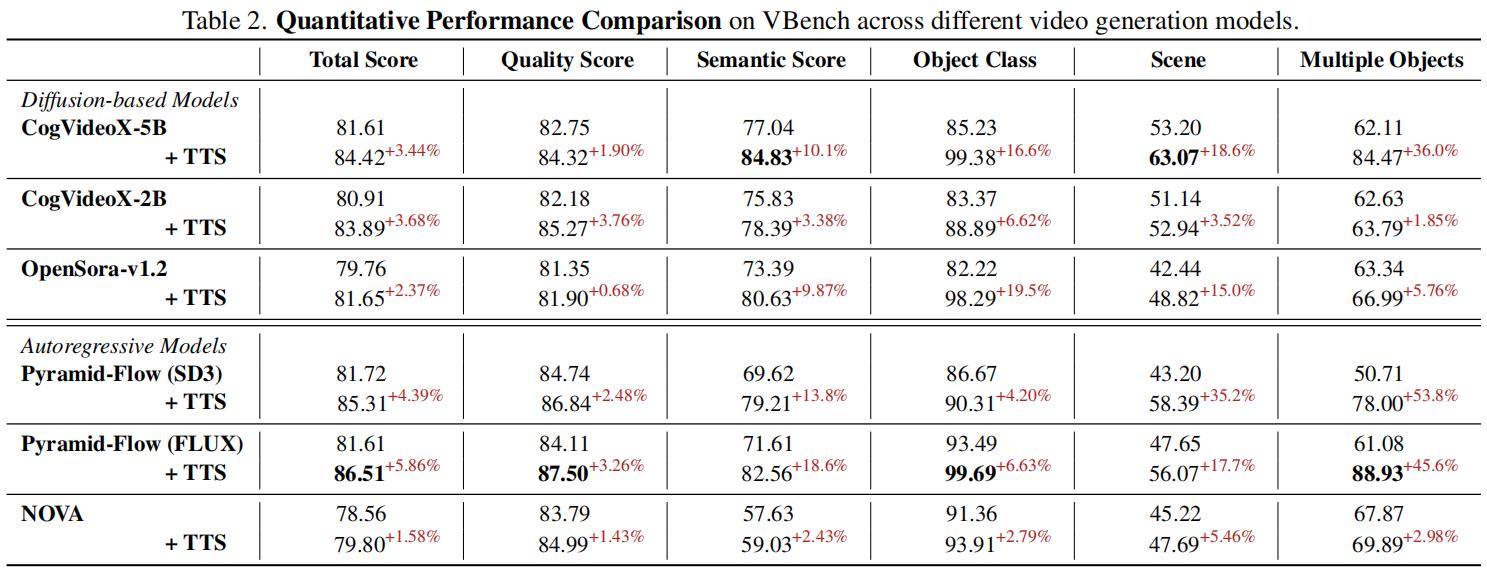 Table 2. Quantitative Performance Comparison on VBench across different video generation models.
Total Score Quality Score Semantic Score Object Class Scene Multiple Objects
Diffusion-based Models
CogVideoX-5B 81.61 82.75 77.04 85.23 53.20 62.11
+ TTS 84.42+3.44% 84.32+1.90% 84.83+10.1% 99.38+16.6% 63.07+18.6% 84.47+36.0%
CogVideoX-2B 80.91 82.18 75.83 83.37 51.14 62.63
+ TTS 83.89+3.68% 85.27+3.76% 78.39+3.38% 88.89+6.62% 52.94+3.52% 63.79+1.85%
OpenSora-v1.2 79.76 81.35 73.39 82.22 42.44 63.34
+ TTS 81.65+2.37% 81.90+0.68% 80.63+9.87% 98.29+19.5% 48.82+15.0% 66.99+5.76%
Autoregressive Models
Pyramid-Flow (SD3) 81.72 84.74 69.62 86.67 43.20 50.71
+ TTS 85.31+4.39% 86.84+2.48% 79.21+13.8% 90.31+4.20% 58.39+35.2% 78.00+53.8%
Pyramid-Flow (FLUX) 81.61 84.11 71.61 93.49 47.65 61.08
+ TTS 86.51+5.86% 87.50+3.26% 82.56+18.6% 99.69+6.63% 56.07+17.7% 88.93+45.6%
NOVA 78.56 83.79 57.63 91.36 45.22 67.87
+ TTS 79.80+1.58% 84.99+1.43% 59.03+2.43% 93.91+2.79% 47.69+5.46% 69.89+2.98%